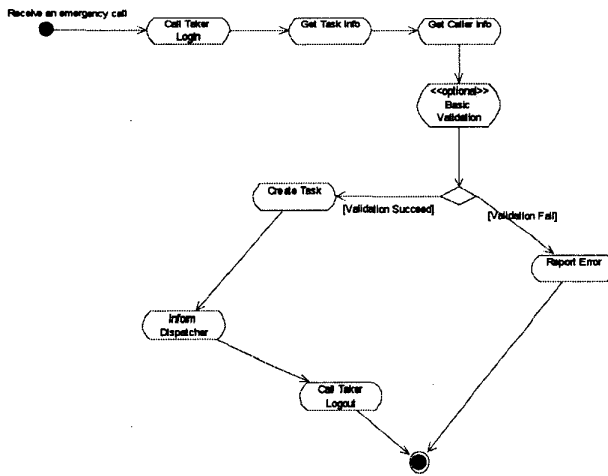 Receive an emergency call
Call Taker
Login
Get Task Info
Get Caller Info
<<optional>>
Basic
Validation
Create Task
[Validation Succeed]
[Validation Fail]
Report Error
Inform
Dispatcher
Call Taker
Logout